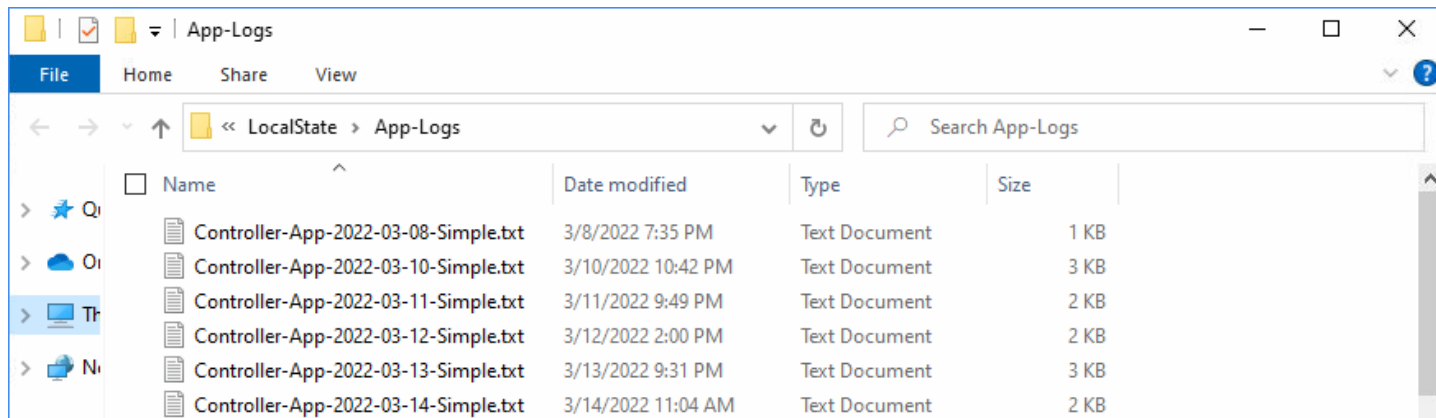 App-Logs
File Home Share View
« LocalState > App-Logs Search App-Logs
Name Date modified Type Size
Controller-App-2022-03-08-Simple.txt 3/8/2022 7:35 PM Text Document 1 KB
Controller-App-2022-03-10-Simple.txt 3/10/2022 10:42 PM Text Document 3 KB
Controller-App-2022-03-11-Simple.txt 3/11/2022 9:49 PM Text Document 2 KB
Controller-App-2022-03-12-Simple.txt 3/12/2022 2:00 PM Text Document 2 KB
Controller-App-2022-03-13-Simple.txt 3/13/2022 9:31 PM Text Document 3 KB
Controller-App-2022-03-14-Simple.txt 3/14/2022 11:04 AM Text Document 2 KB